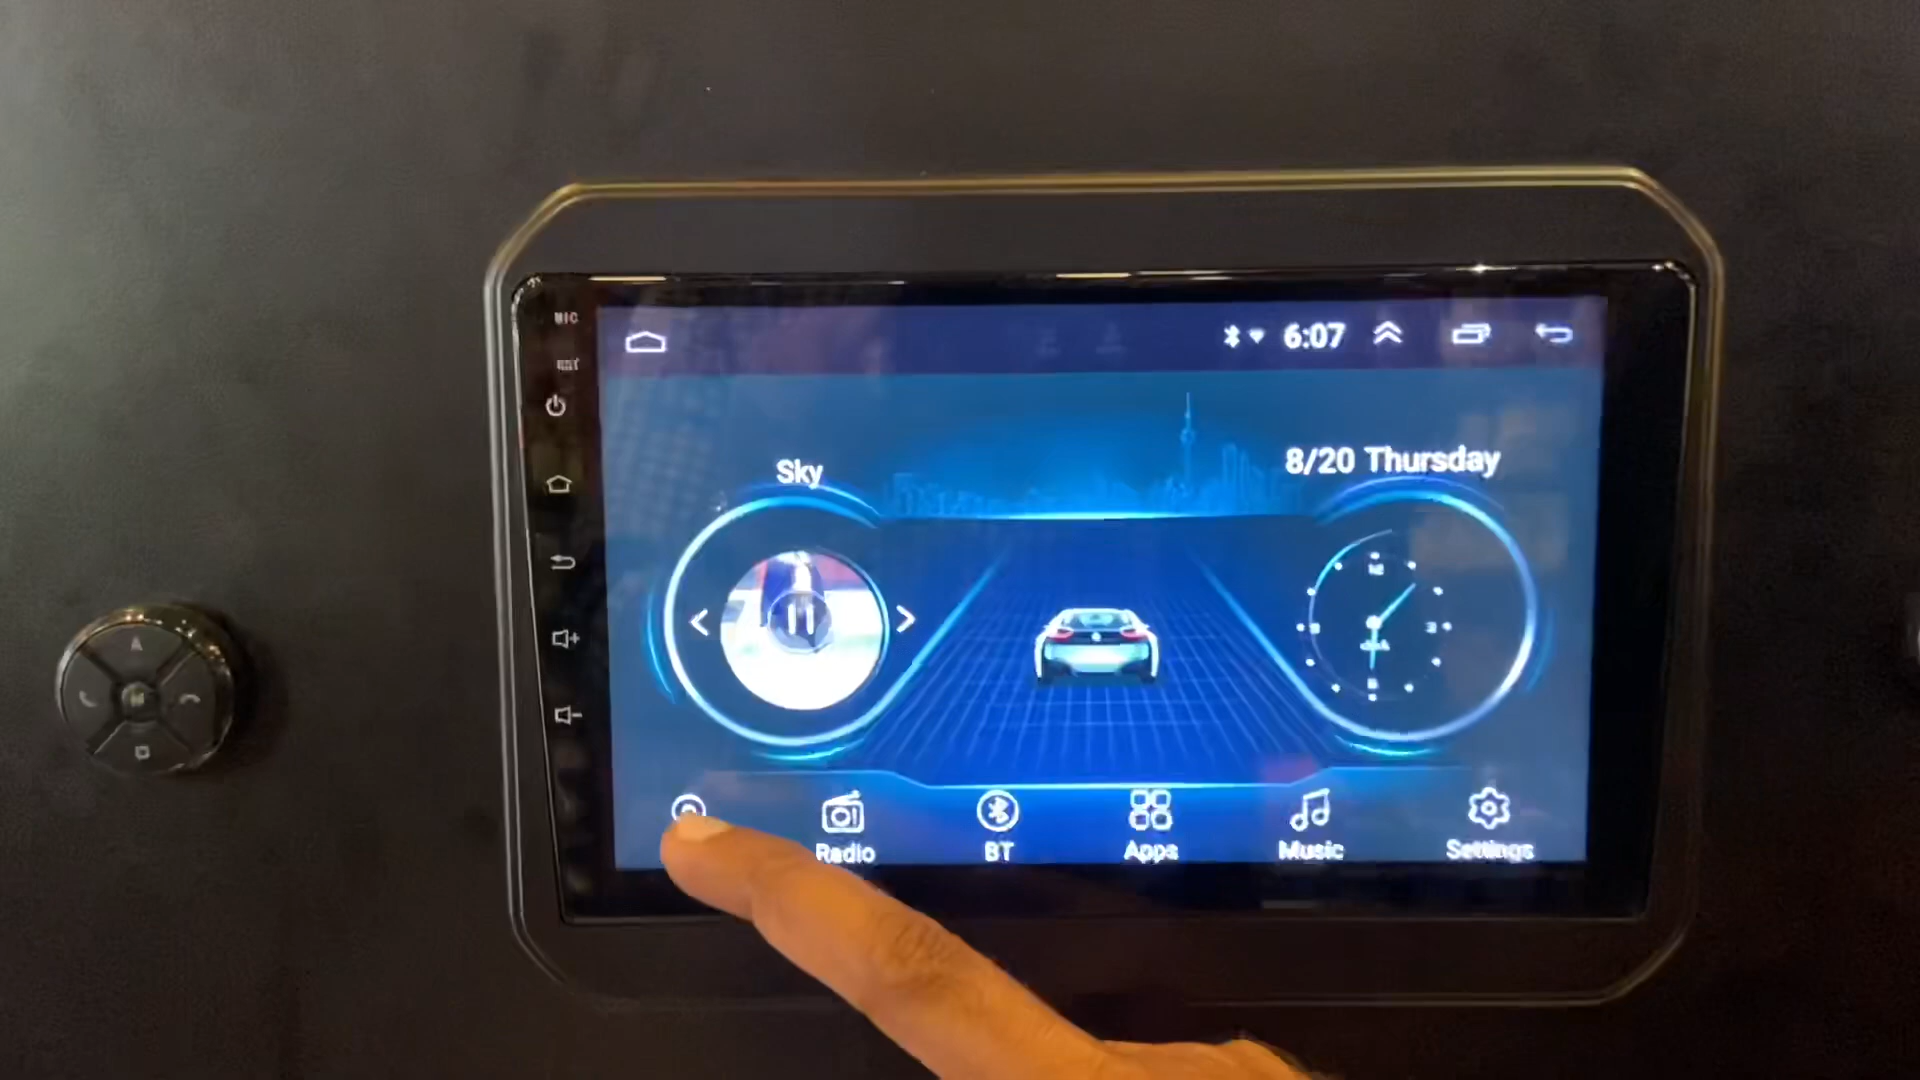 MIC
RST
6:07
Sky
8/20 Thursday
Radio
BT
Apps
Music
Settings